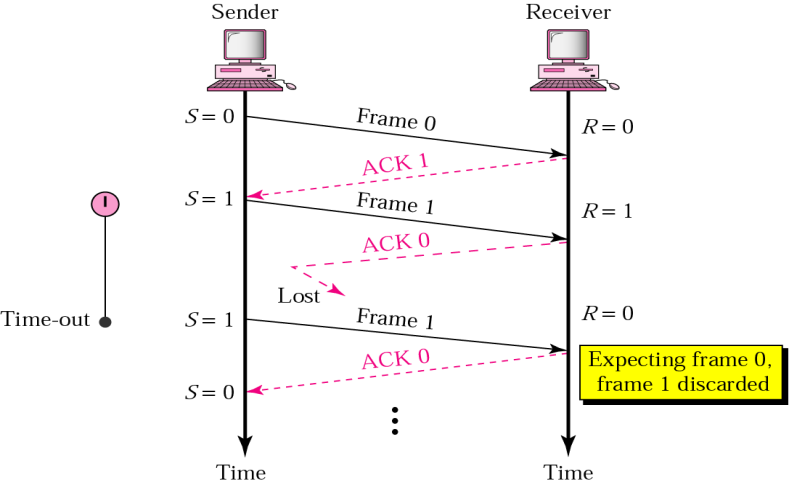 Sender
Receiver
S = 0
Frame 0
R = 0
ACK 1
S = 1
Frame 1
R = 1
ACK 0
Lost
Time-out
S = 1
Frame 1
R = 0
ACK 0
Expecting frame 0,
frame 1 discarded
S = 0
Time
Time